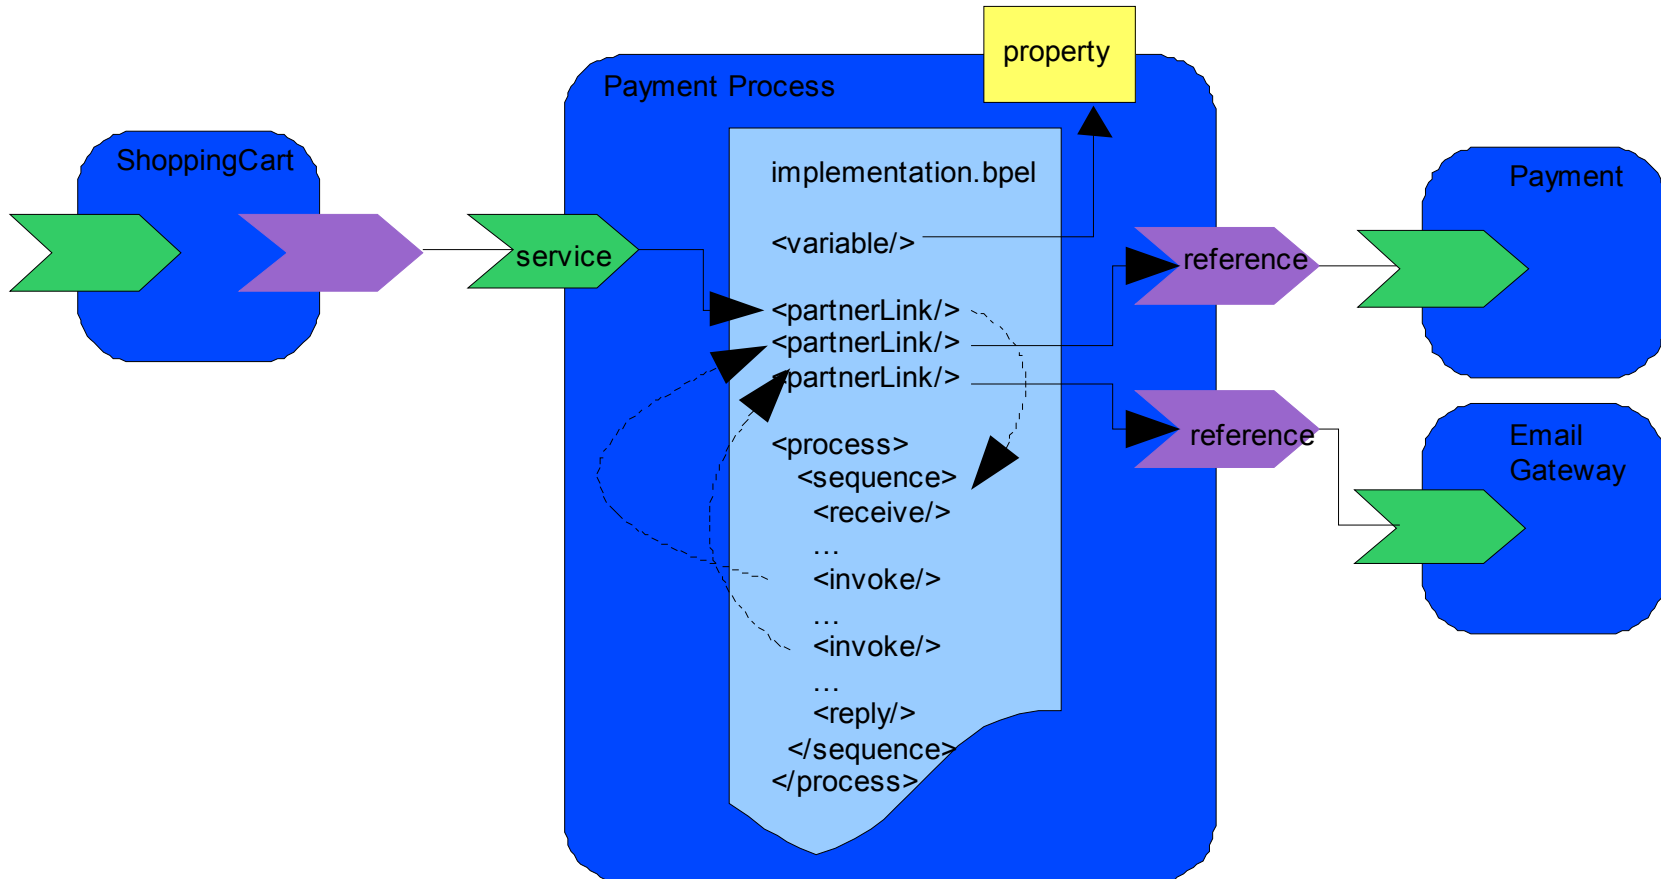 property
Payment Process
ShoppingCart
implementation.bpel
Payment
<variable/>
service
reference
<partnerLink/>
<partnerLink/>
<partnerLink/>
reference
Email
Gateway
<process>
<sequence>
<receive/>
...
<invoke/>
...
<invoke/>
...
<reply/>
</sequence>
</process>